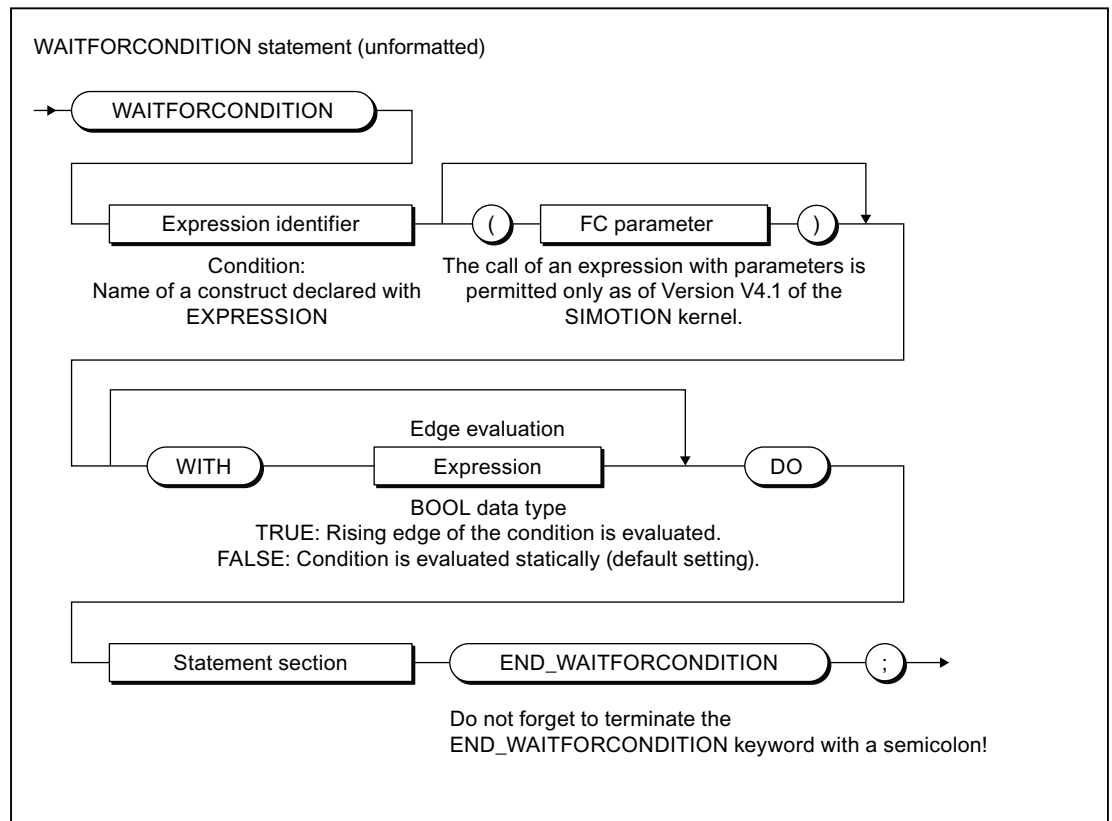 WAITFORCONDITION statement (unformatted)
WAITFORCONDITION
Expression identifier
(
FC parameter
)
Condition:
Name of a construct declared with
EXPRESSION
The call of an expression with parameters is
permitted only as of Version V4.1 of the
SIMOTION kernel.
Edge evaluation
WITH
Expression
DO
BOOL data type
TRUE: Rising edge of the condition is evaluated.
FALSE: Condition is evaluated statically (default setting).
Statement section
END_WAITFORCONDITION
;
Do not forget to terminate the
END_WAITFORCONDITION keyword with a semicolon!